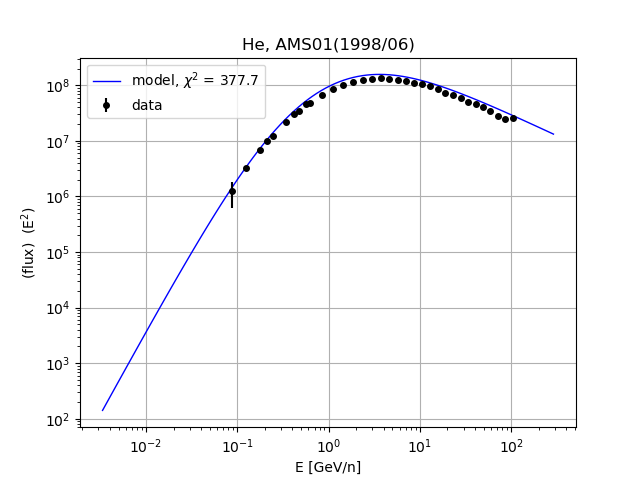 He, AMS01(1998/06)
model, χ² = 377.7
data
10⁸
10⁷
10⁶
10⁵
10⁴
10³
10²
(flux) (E²)
10⁻² 10⁻¹ 10⁰ 10¹ 10²
E [GeV/n]